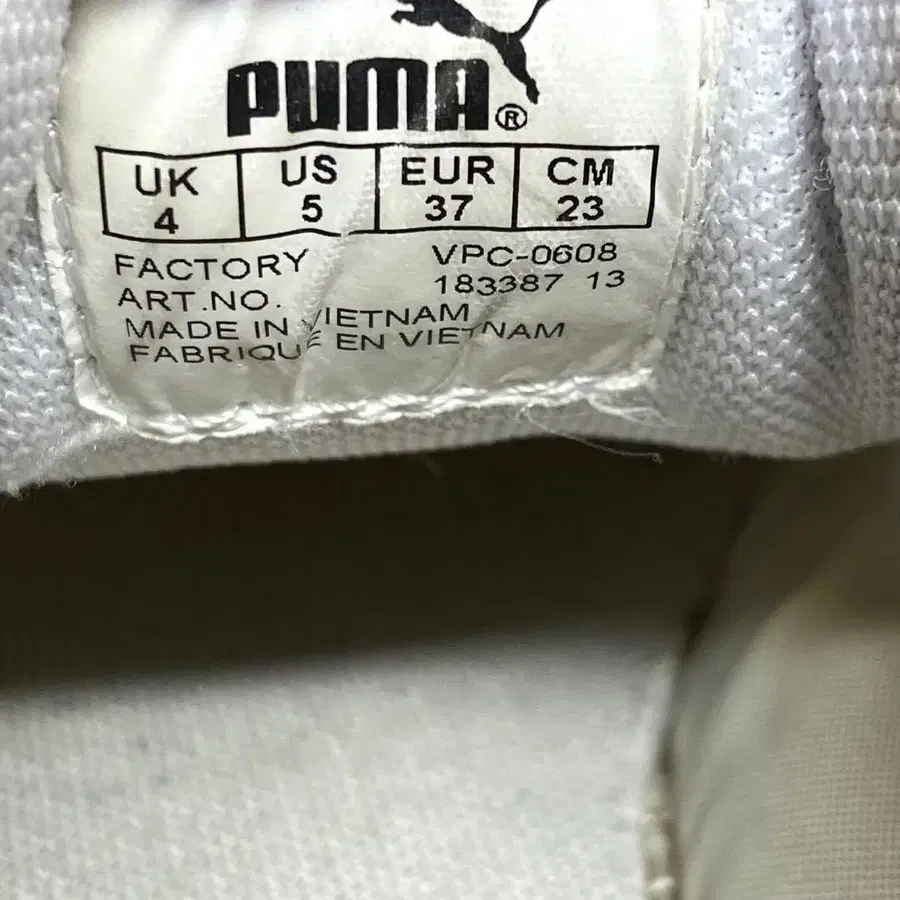 PUMA®
UK US EUR CM
4 5 37 23
FACTORY VPC-0608
ART.NO. 183387 13
MADE IN VIETNAM
FABRIQUE EN VIETNAM